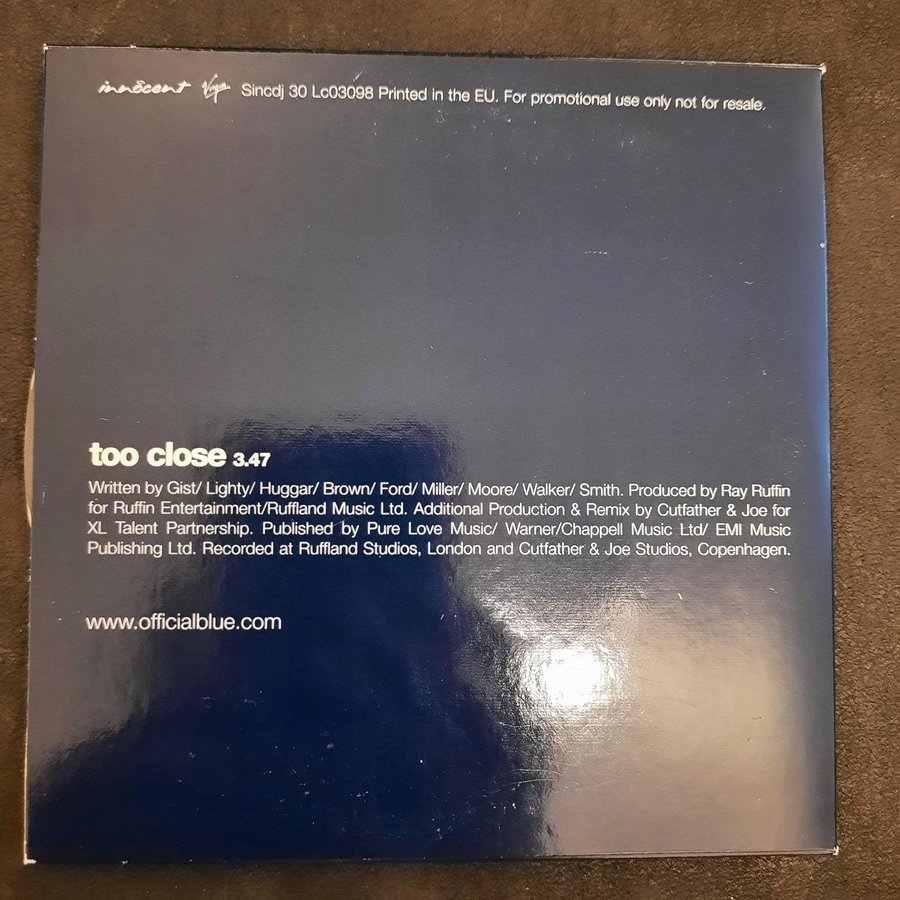 innocent Virgin Sincdj 30 Lc03098 Printed in the EU. For promotional use only not for resale.
too close 3.47
Written by Gist/ Lighty/ Huggar/ Brown/ Ford/ Miller/ Moore/ Walker/ Smith. Produced by Ray Ruffin
for Ruffin Entertainment/Ruffland Music Ltd. Additional Production & Remix by Cutfather & Joe for
XL Talent Partnership. Published by Pure Love Music/ Warner/Chappell Music Ltd/ EMI Music
Publishing Ltd. Recorded at Ruffland Studios, London and Cutfather & Joe Studios, Copenhagen.
www.officialblue.com